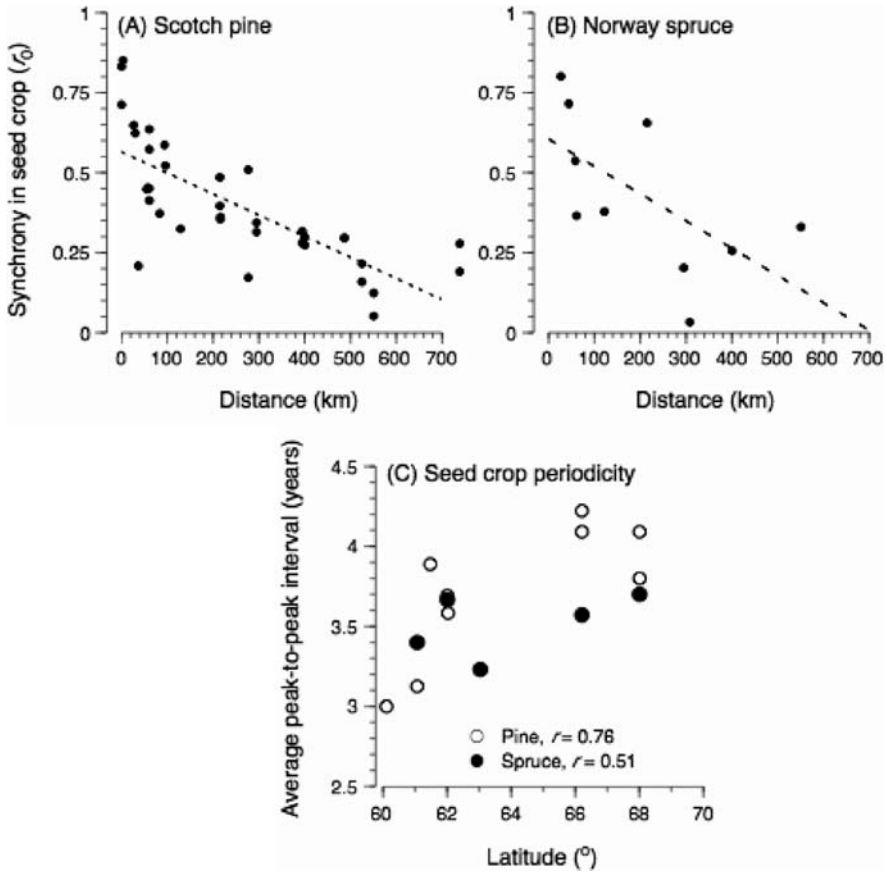 (A) Scotch pine
Synchrony in seed crop (r0)
1
0.75
0.5
0.25
0
0 100 200 300 400 500 600 700
Distance (km)
(B) Norway spruce
1
0.75
0.5
0.25
0
0 100 200 300 400 500 600 700
Distance (km)
(C) Seed crop periodicity
Average peak-to-peak interval (years)
4.5
4
3.5
3
2.5
Pine, r = 0.76
Spruce, r = 0.51
60 62 64 66 68 70
Latitude (°)